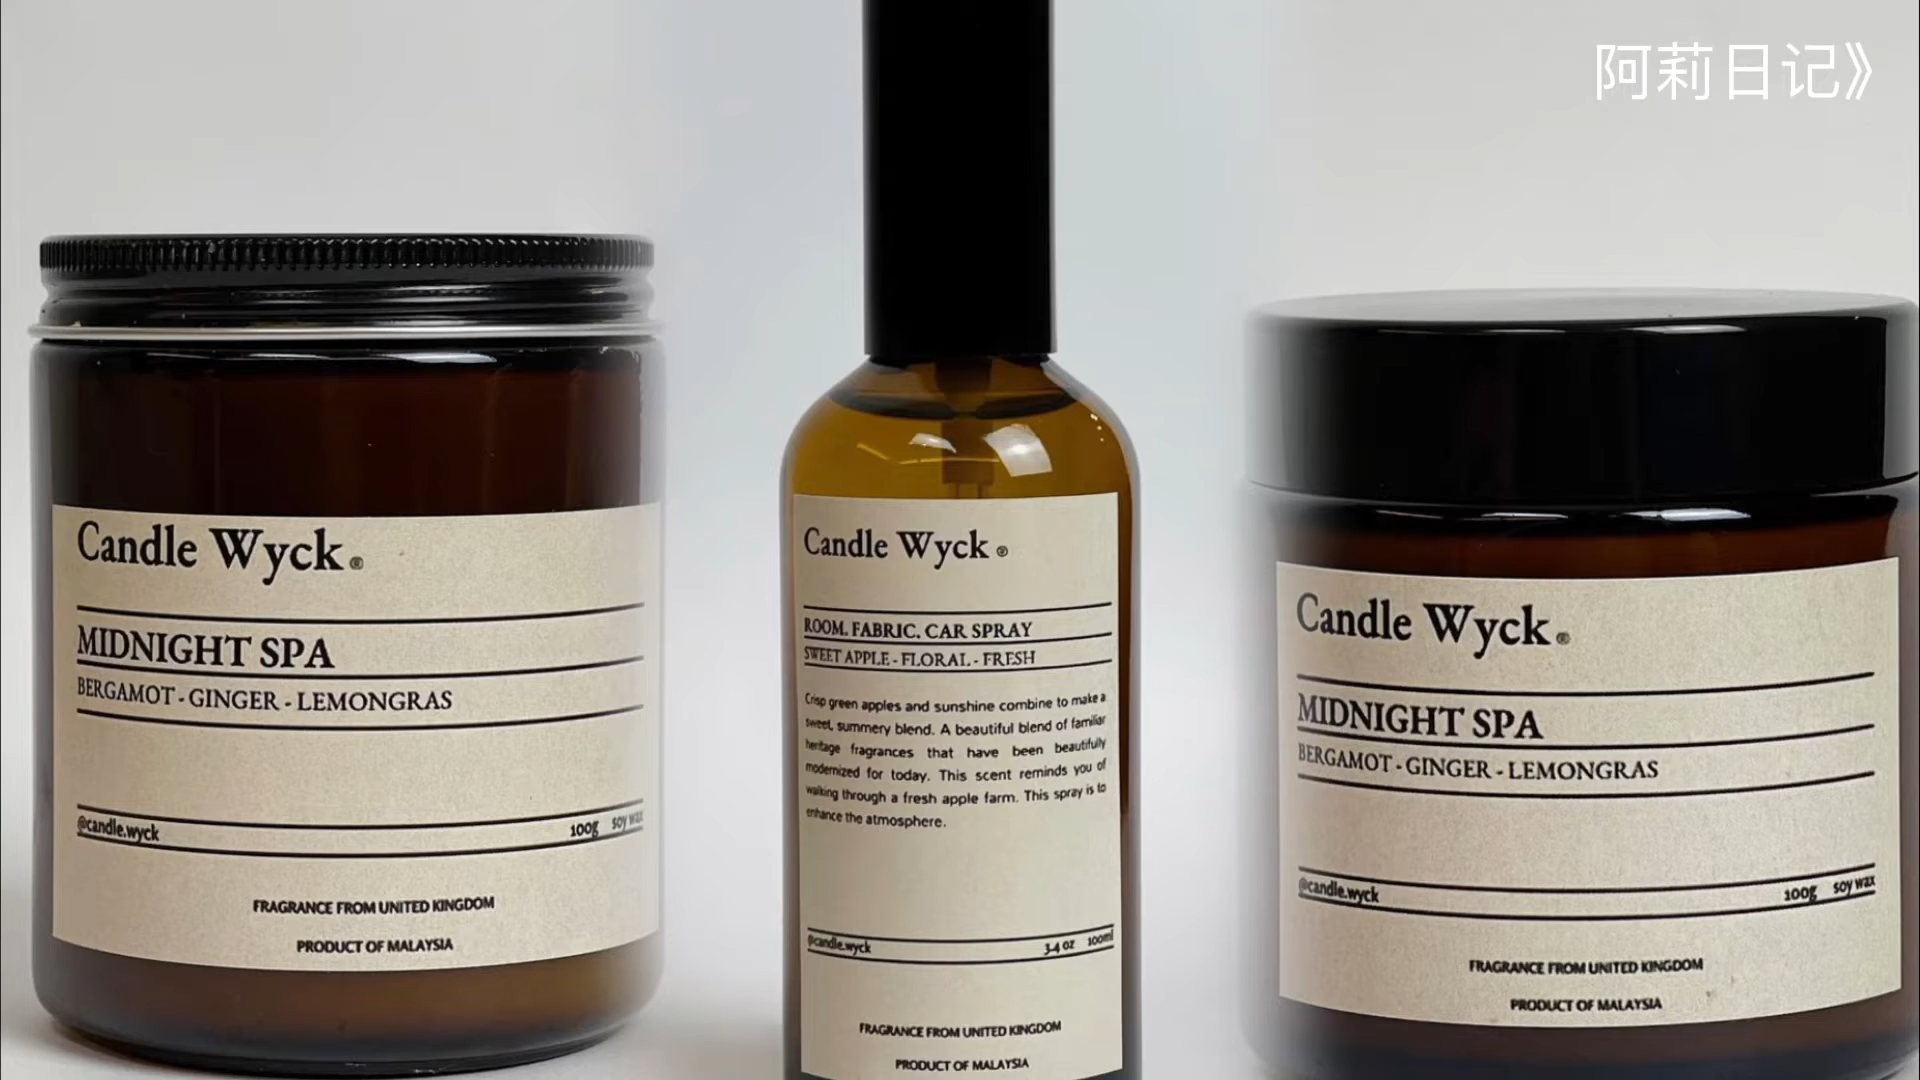 阿莉日记》
Candle Wyck ®
MIDNIGHT SPA
BERGAMOT - GINGER - LEMONGRAS
@candle.wyck 100g soy wax
FRAGRANCE FROM UNITED KINGDOM
PRODUCT OF MALAYSIA
Candle Wyck ®
ROOM. FABRIC. CAR SPRAY
SWEET APPLE - FLORAL - FRESH
Crisp green apples and sunshine combine to make a
sweet, summery blend. A beautiful blend of familiar
heritage fragrances that have been beautifully
modernized for today. This scent reminds you of
walking through a fresh apple farm. This spray is to
enhance the atmosphere.
@candle.wyck 3.4 oz 100ml
FRAGRANCE FROM UNITED KINGDOM
PRODUCT OF MALAYSIA
Candle Wyck ®
MIDNIGHT SPA
BERGAMOT - GINGER - LEMONGRAS
@candle.wyck 100g soy wax
FRAGRANCE FROM UNITED KINGDOM
PRODUCT OF MALAYSIA